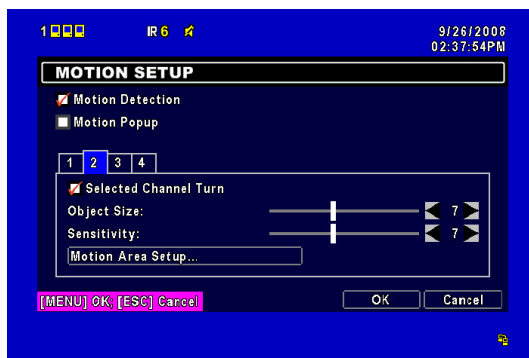 1 IR 6 9/26/2008
02:37:54PM
MOTION SETUP
Motion Detection
Motion Popup
1 2 3 4
Selected Channel Turn
Object Size: 7
Sensitivity: 7
Motion Area Setup...
[MENU] OK; [ESC] Cancel OK Cancel